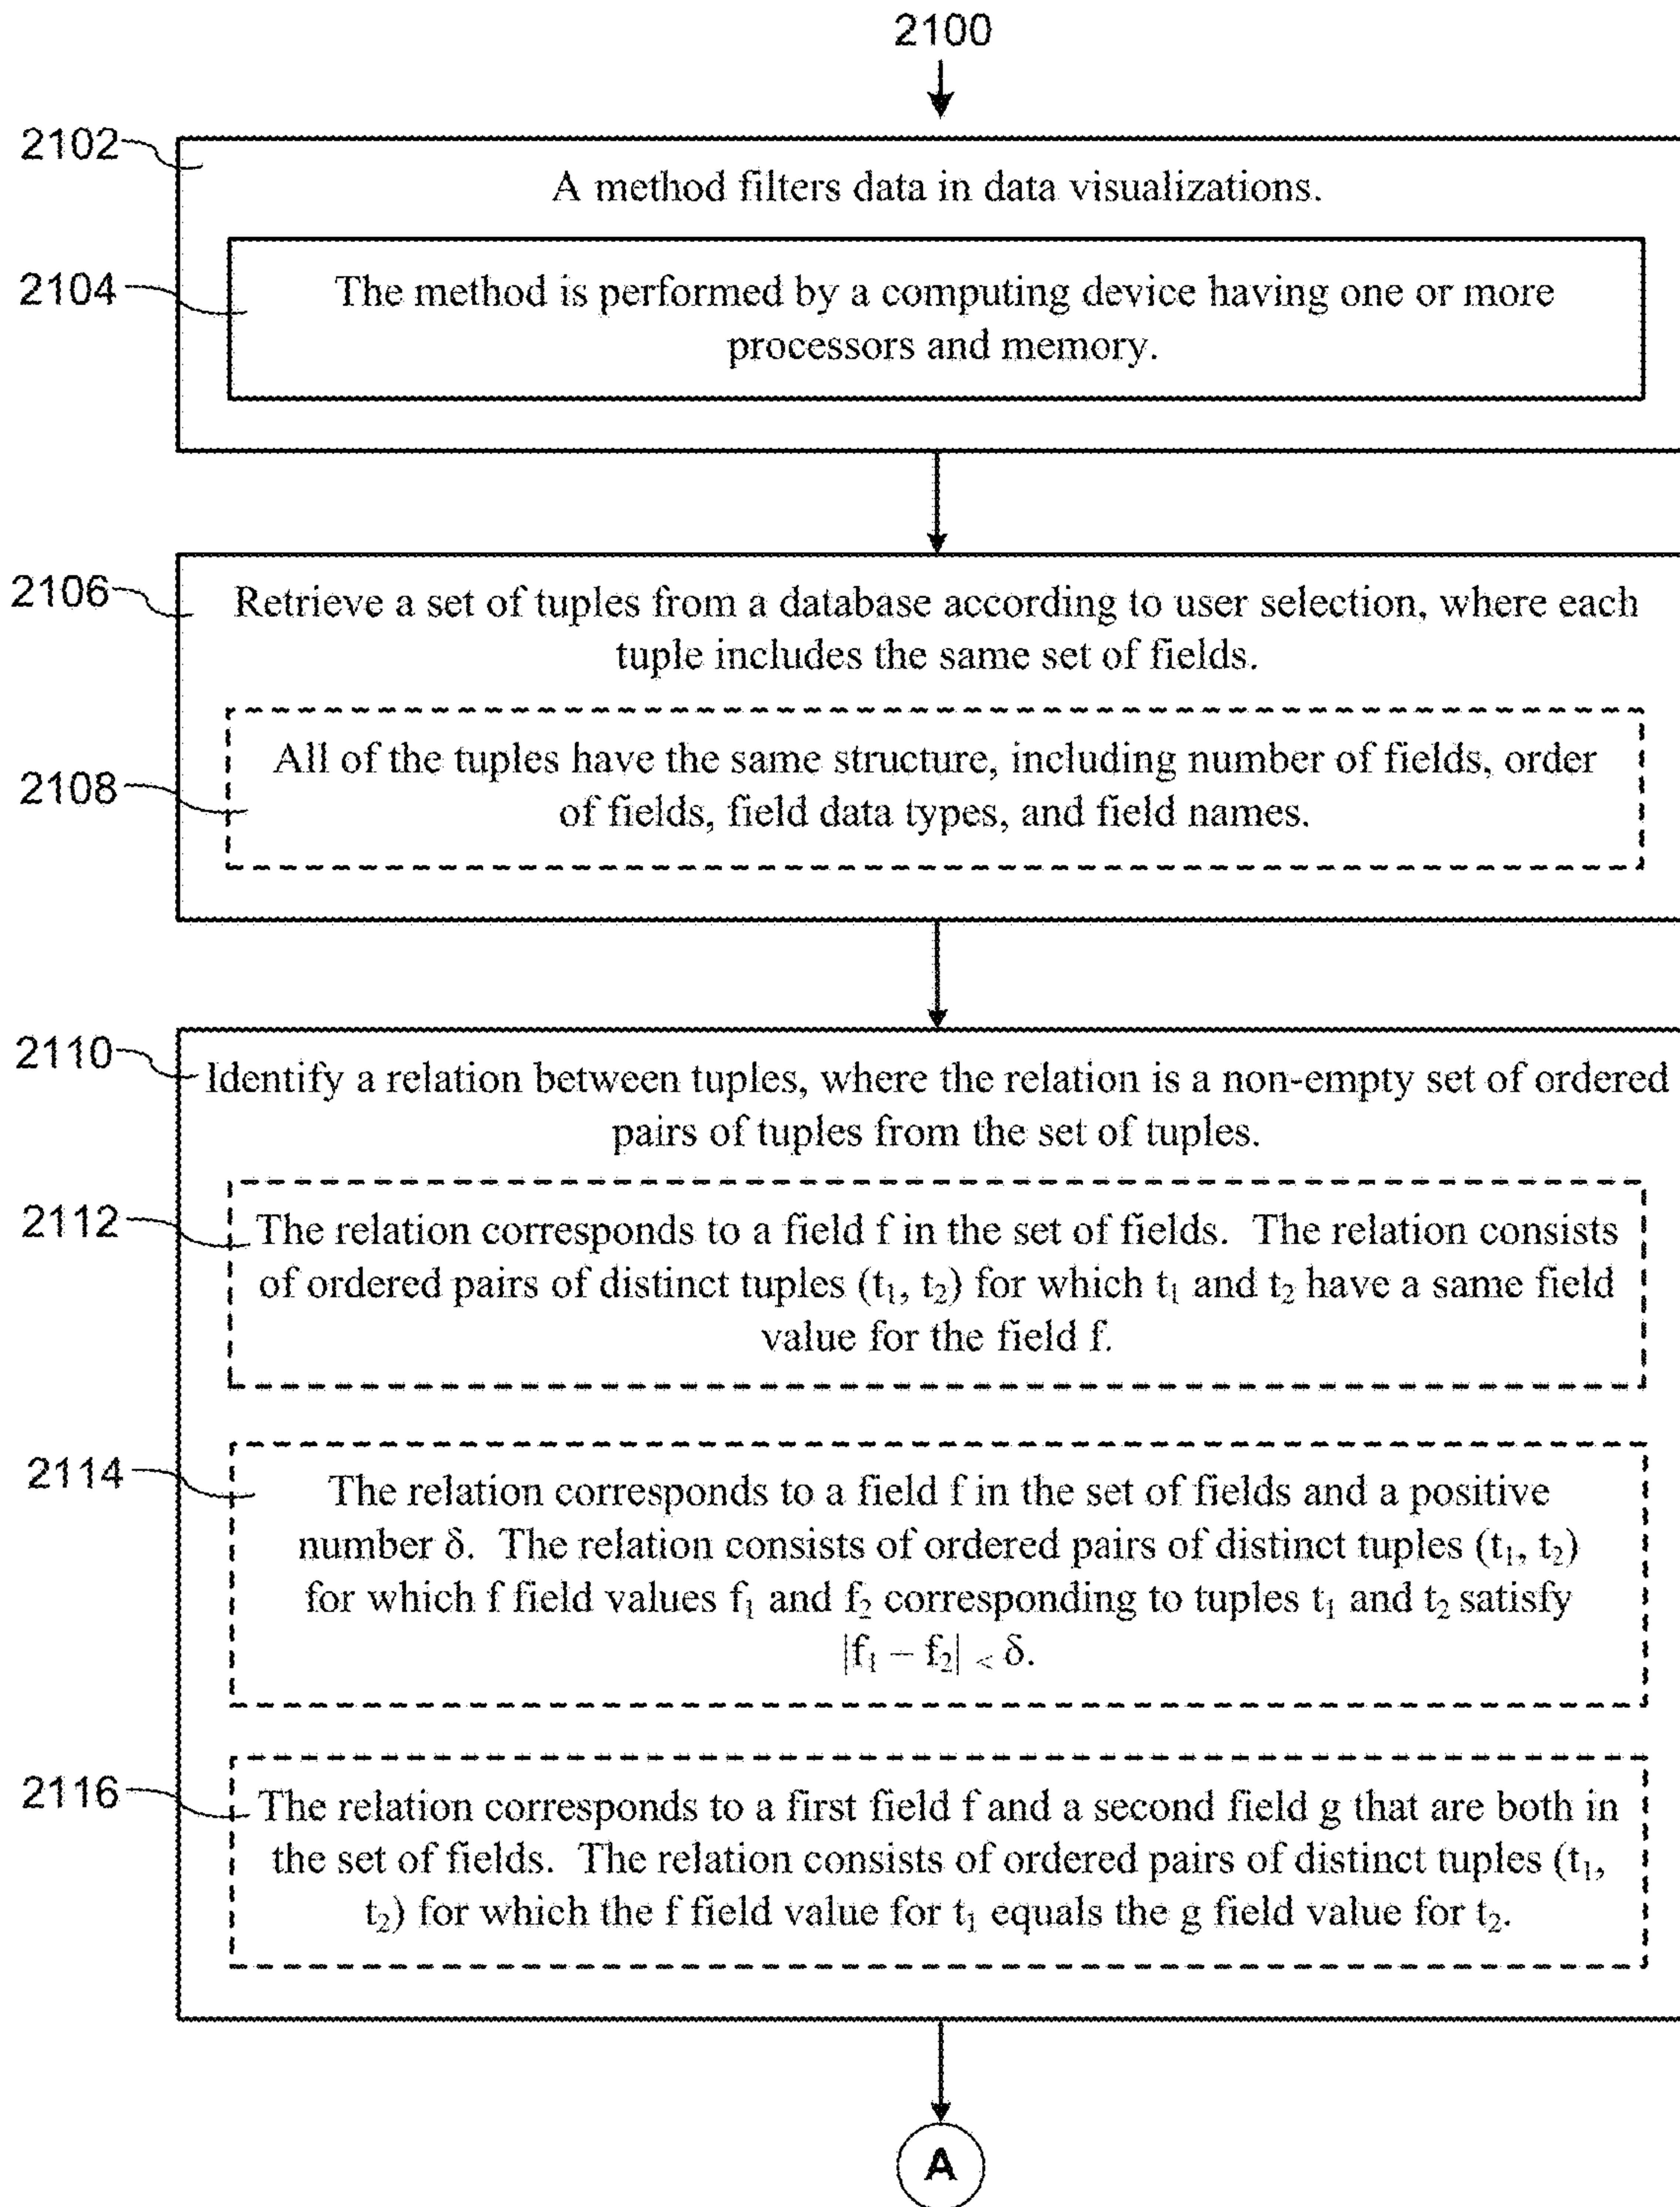 2100
2102
A method filters data in data visualizations.
2104
The method is performed by a computing device having one or more
processors and memory.
2106
Retrieve a set of tuples from a database according to user selection, where each
tuple includes the same set of fields.
2108
All of the tuples have the same structure, including number of fields, order
of fields, field data types, and field names.
2110
Identify a relation between tuples, where the relation is a non-empty set of ordered
pairs of tuples from the set of tuples.
2112
The relation corresponds to a field f in the set of fields. The relation consists
of ordered pairs of distinct tuples (t₁, t₂) for which t₁ and t₂ have a same field
value for the field f.
2114
The relation corresponds to a field f in the set of fields and a positive
number δ. The relation consists of ordered pairs of distinct tuples (t₁, t₂)
for which f field values f₁ and f₂ corresponding to tuples t₁ and t₂ satisfy
|f₁ – f₂| < δ.
2116
The relation corresponds to a first field f and a second field g that are both in
the set of fields. The relation consists of ordered pairs of distinct tuples (t₁,
t₂) for which the f field value for t₁ equals the g field value for t₂.
A